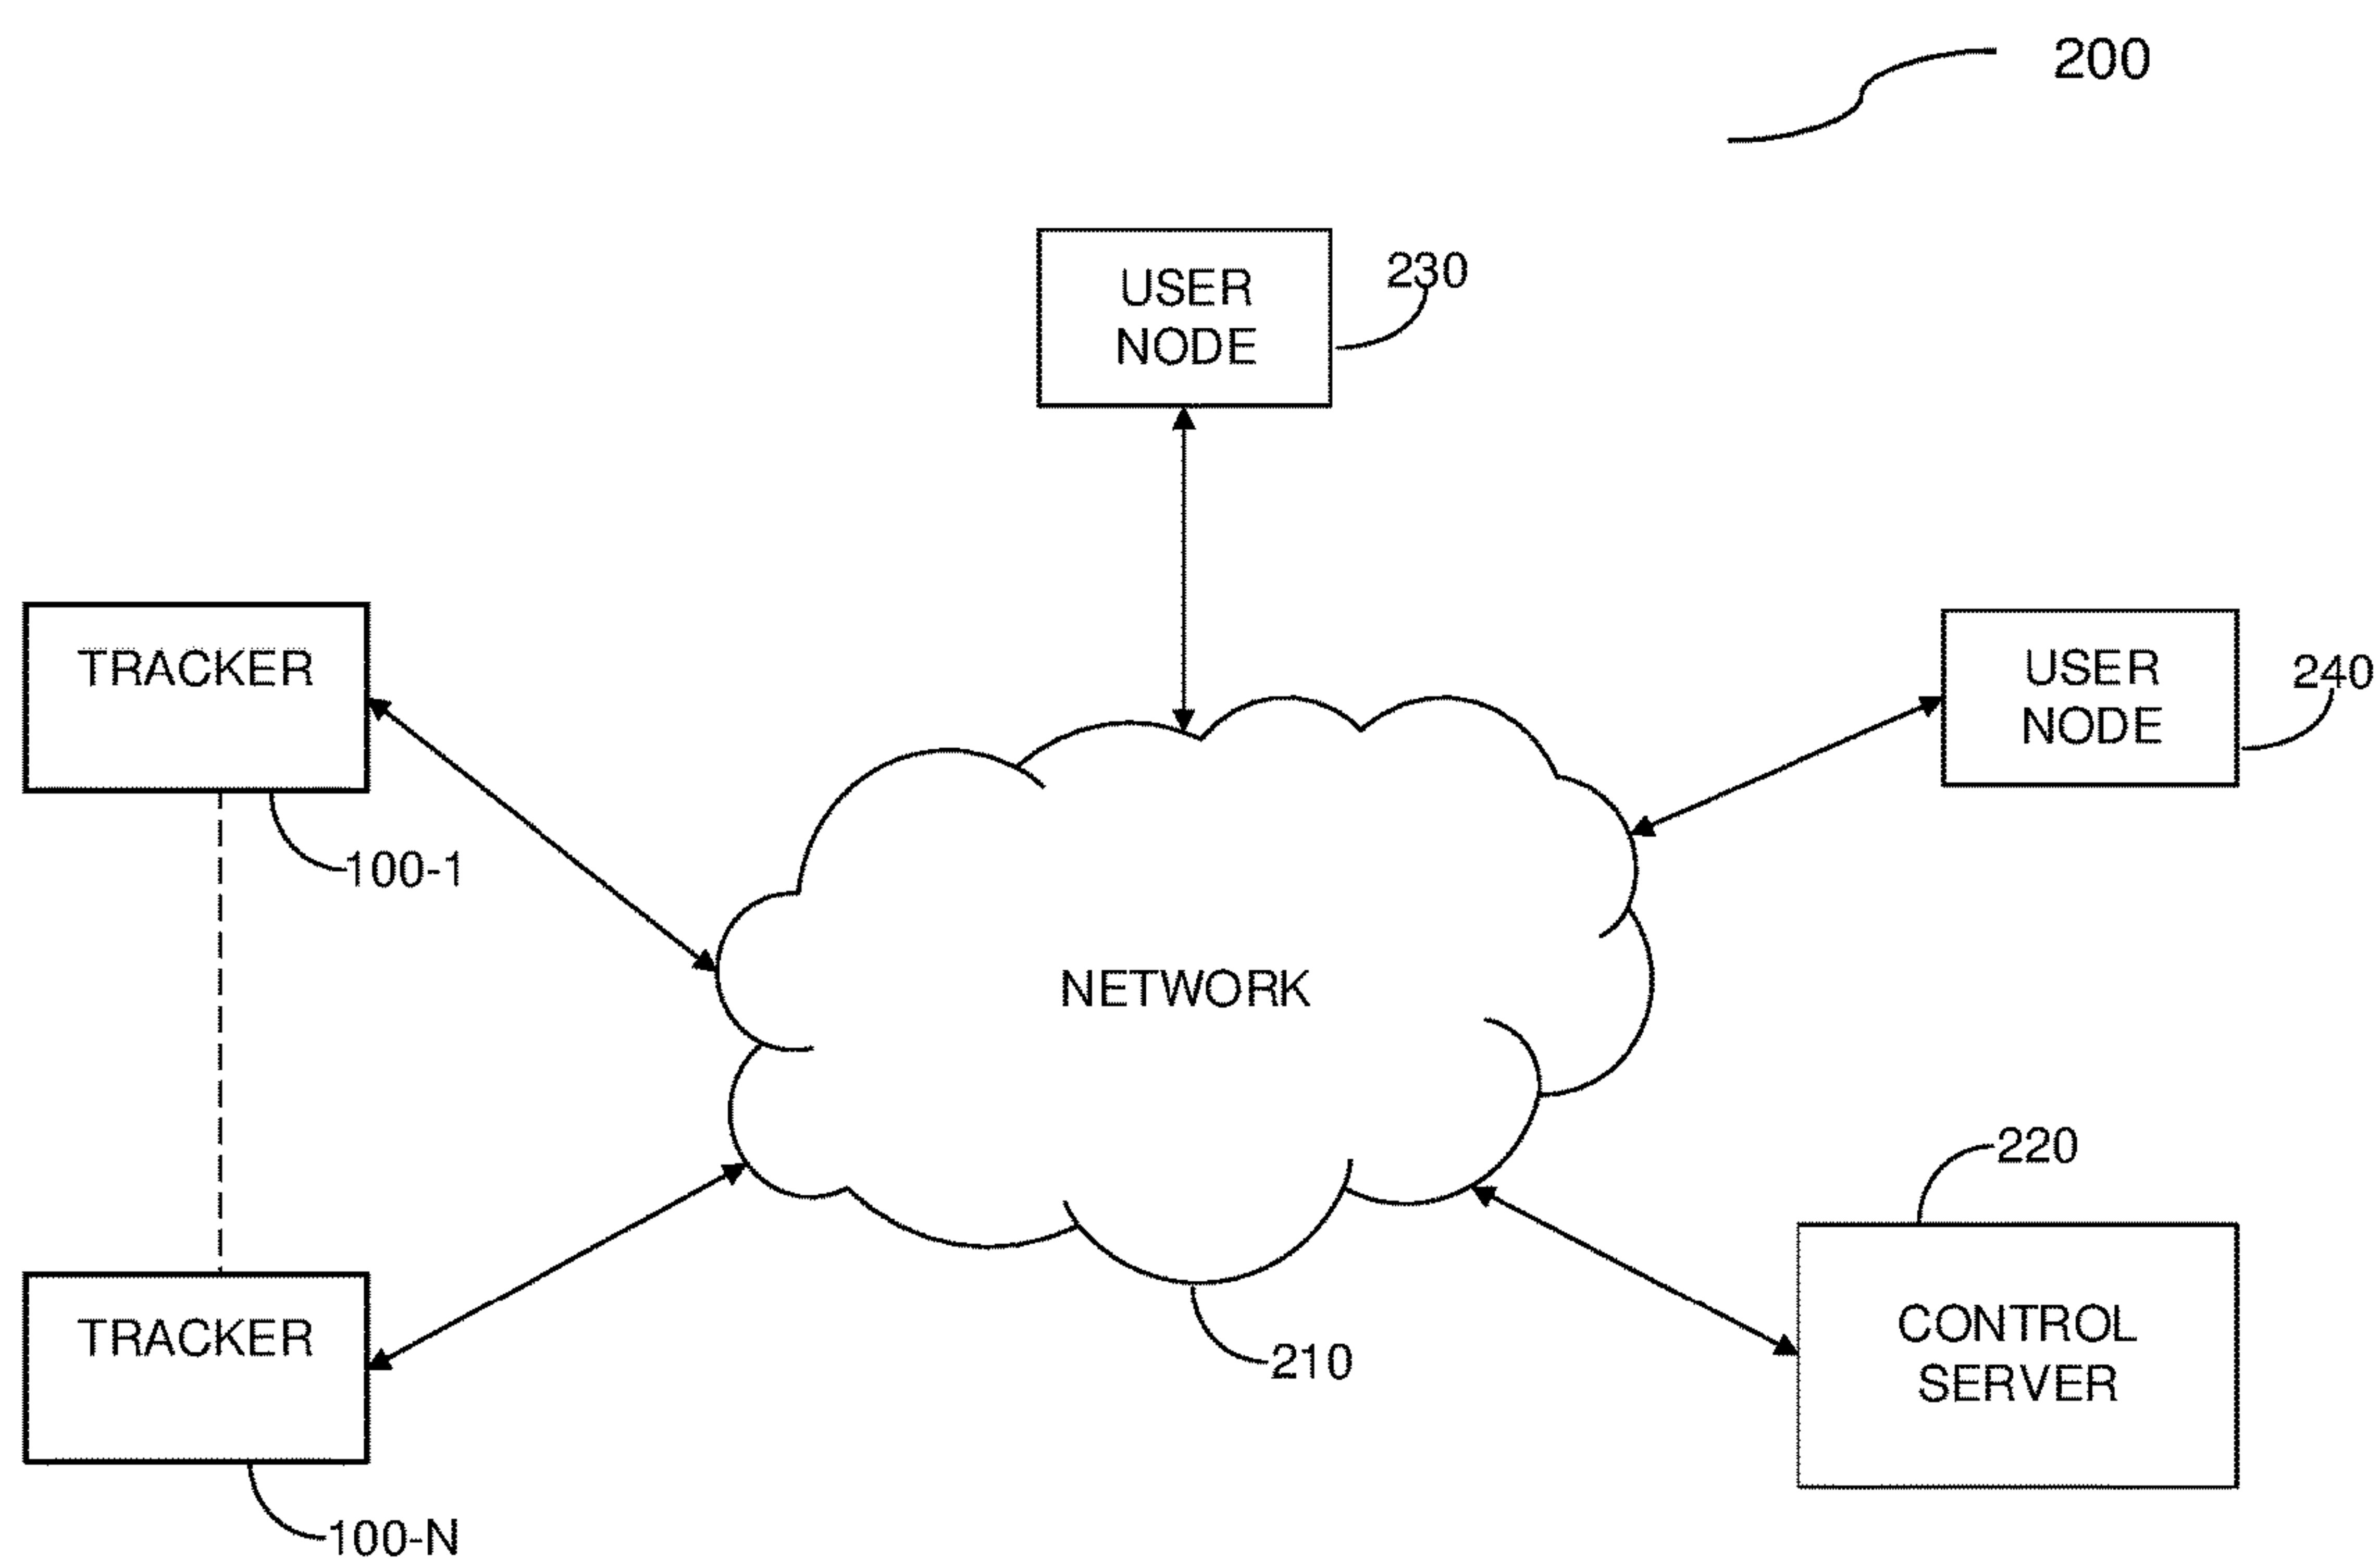 200
USER
NODE
230
TRACKER
100-1
USER
NODE
240
NETWORK
220
CONTROL
SERVER
210
TRACKER
100-N